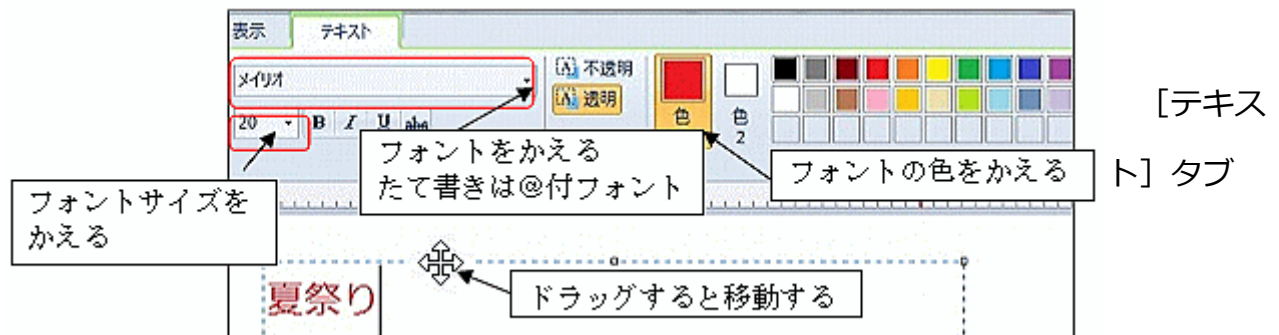 表示 テキスト
メイリオ
不透明
透明
20 B I U abc
色
色
2
フォントをかえる
たて書きは@付フォント
フォントの色をかえる
フォントサイズを
かえる
[テキス
ト] タブ
ドラッグすると移動する
夏祭り